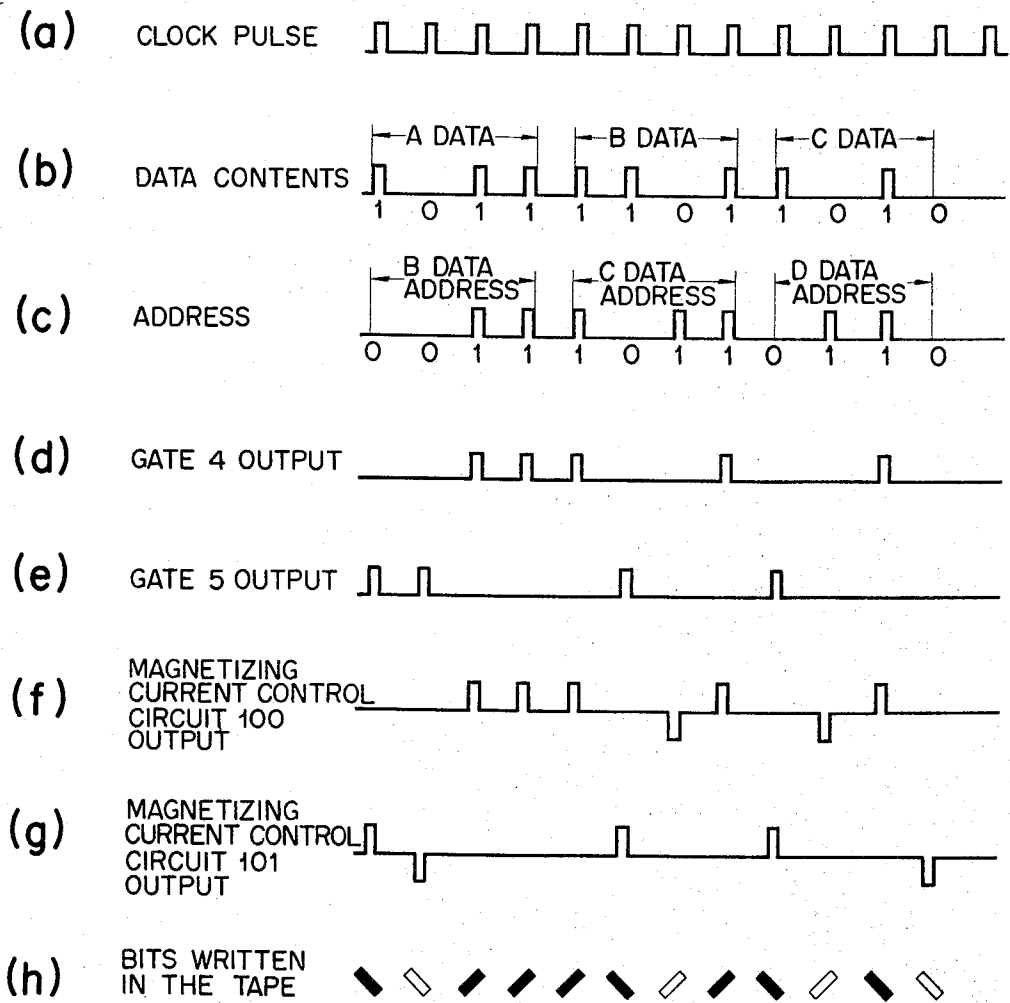 (a) CLOCK PULSE
A DATA B DATA C DATA
(b) DATA CONTENTS
1 0 1 1 1 1 0 1 1 0 1 0
B DATA ADDRESS C DATA ADDRESS D DATA ADDRESS
(c) ADDRESS
0 0 1 1 1 0 1 1 0 1 1 0
(d) GATE 4 OUTPUT
(e) GATE 5 OUTPUT
(f) MAGNETIZING
CURRENT CONTROL
CIRCUIT 100
OUTPUT
(g) MAGNETIZING
CURRENT CONTROL
CIRCUIT 101
OUTPUT
(h) BITS WRITTEN
IN THE TAPE